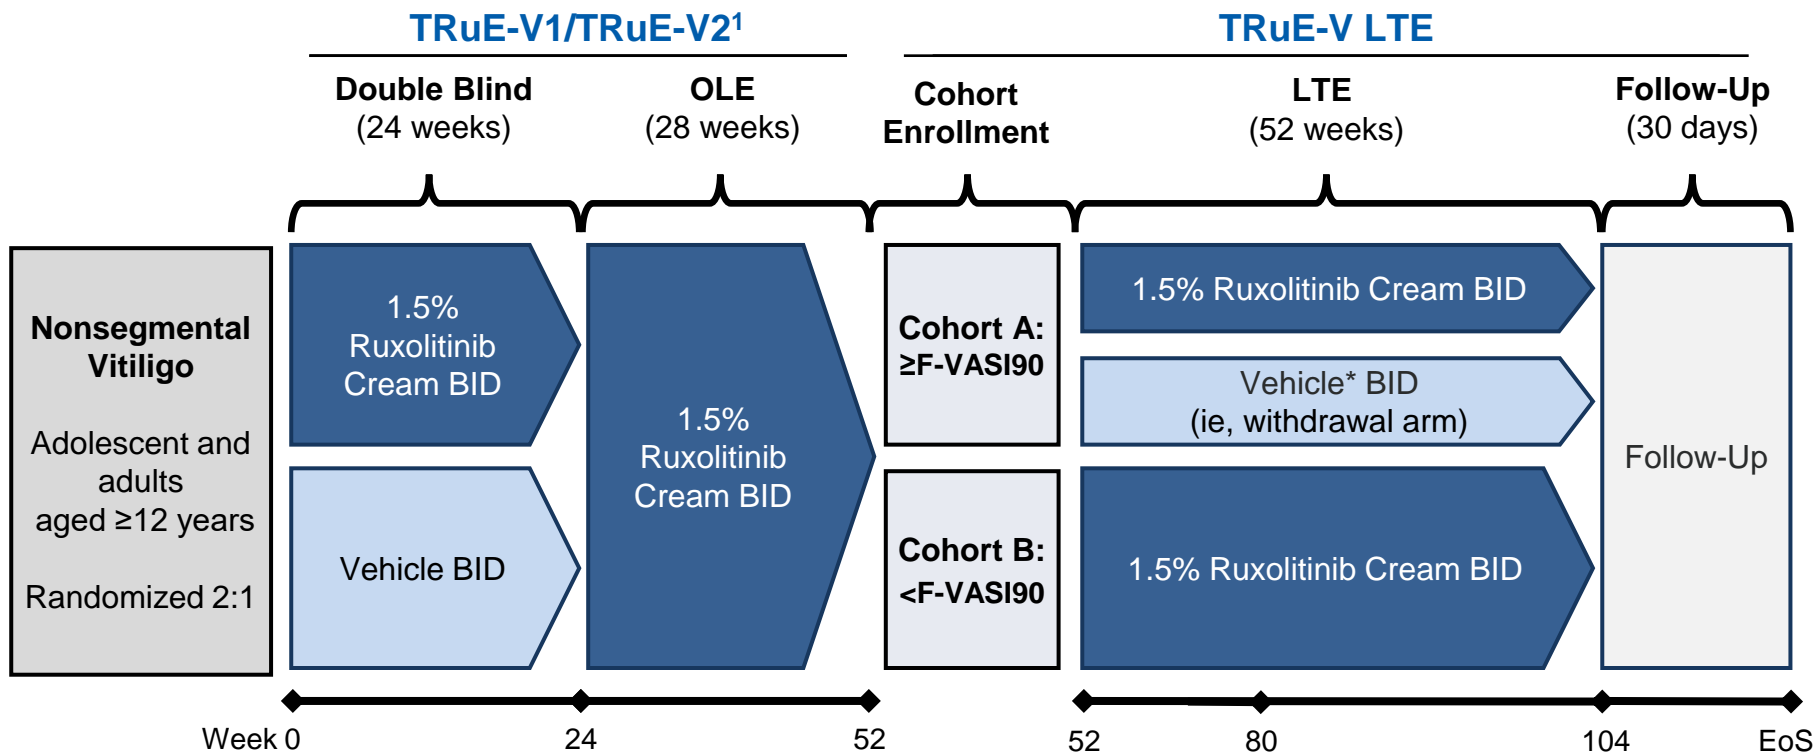 TRuE-V1/TRuE-V2¹
TRuE-V LTE
Double Blind
(24 weeks)
OLE
(28 weeks)
Cohort
Enrollment
LTE
(52 weeks)
Follow-Up
(30 days)
Nonsegmental
Vitiligo
Adolescent and
adults
aged ≥12 years
Randomized 2:1
1.5%
Ruxolitinib
Cream BID
Vehicle BID
1.5%
Ruxolitinib
Cream BID
Cohort A:
≥F-VASI90
Cohort B:
<F-VASI90
1.5% Ruxolitinib Cream BID
Vehicle* BID
(ie, withdrawal arm)
1.5% Ruxolitinib Cream BID
Follow-Up
Week 0 24 52 52 80 104 EoS